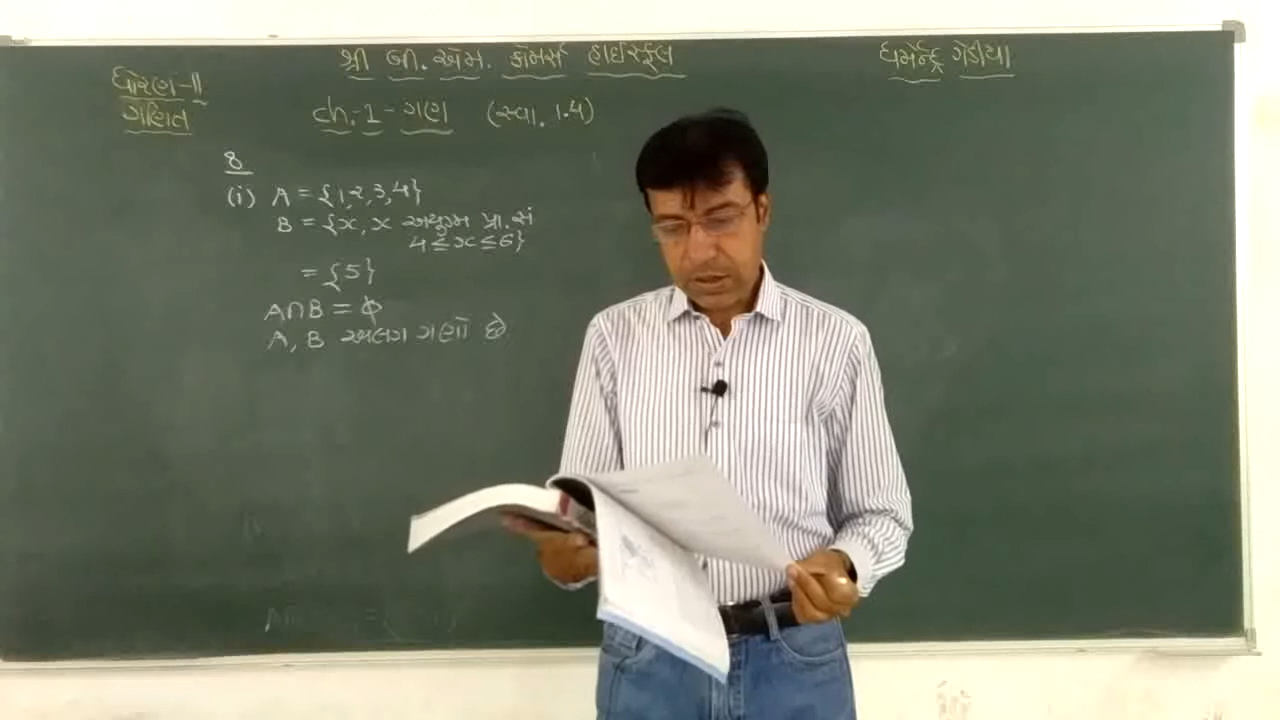 શ્રી બી. એમ. કોમર્સ હાઈસ્કૂલ
ધર્મેન્દ્ર ગેડીયા
ધોરણ-11
ગણિત
ch.-1-ગણ (સ્વા. 1.4)
8
(i) A = {1,2,3,4}
B = {x, x અયુગ્મ પ્રા. સં
4 ≤ x ≤ 6}
= {5}
A∩B = ϕ
A, B અલગ ગણો છે